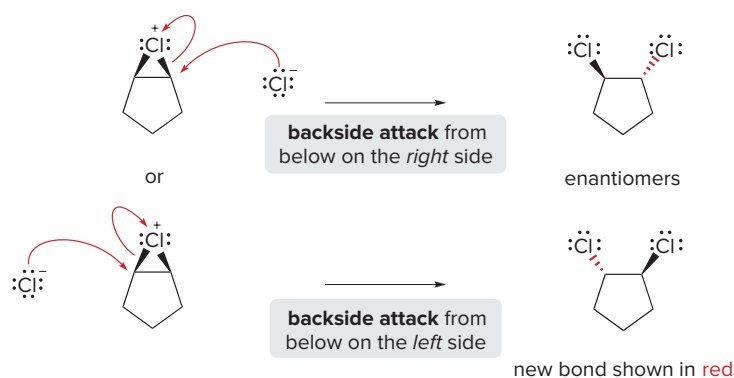 +
:Cl:
:Cl: −
:Cl: :Cl:
backside attack from
below on the right side
or
enantiomers
+
:Cl:
:Cl: −
:Cl: :Cl:
backside attack from
below on the left side
new bond shown in red